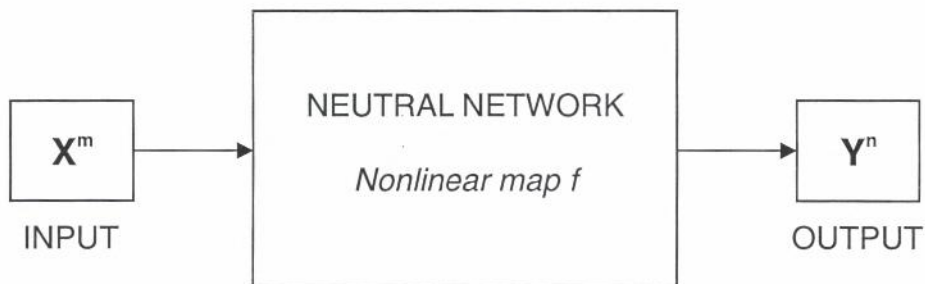 NEUTRAL NETWORK
X^m
Nonlinear map f
Y^n
INPUT
OUTPUT